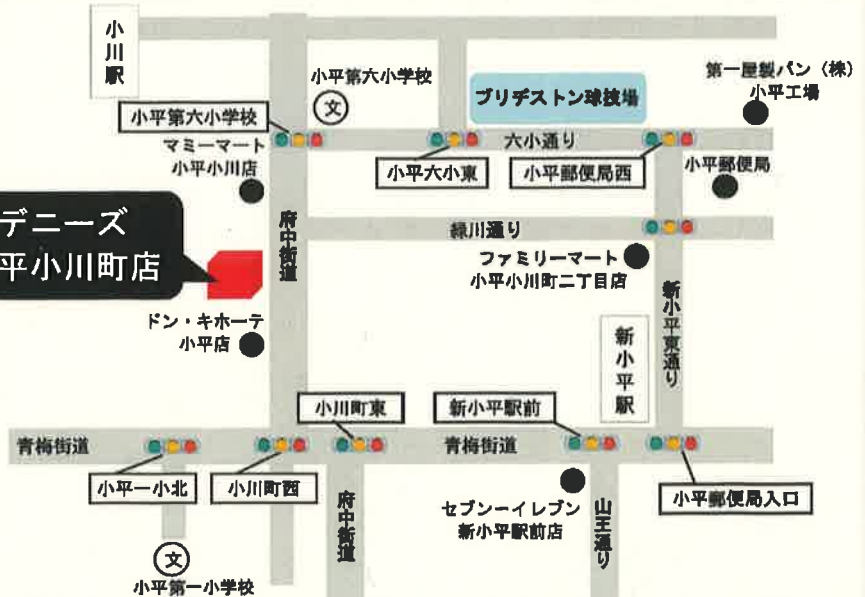 小川駅
小平第六小学校
文
第一屋製パン（株）
小平工場
ブリヂストン球技場
小平第六小学校
マミーマート
小平小川店
六小通り
小平六小東
小平郵便局西
小平郵便局
デニーズ
平小川町店
府中街道
緑川通り
ファミリーマート
小平小川町二丁目店
新小平東通り
ドン・キホーテ
小平店
新小平駅
小川町東
新小平駅前
青梅街道
青梅街道
小平一小北
小川町西
小平郵便局入口
府中街道
セブン－イレブン
新小平駅前店
山王通り
文
小平第一小学校